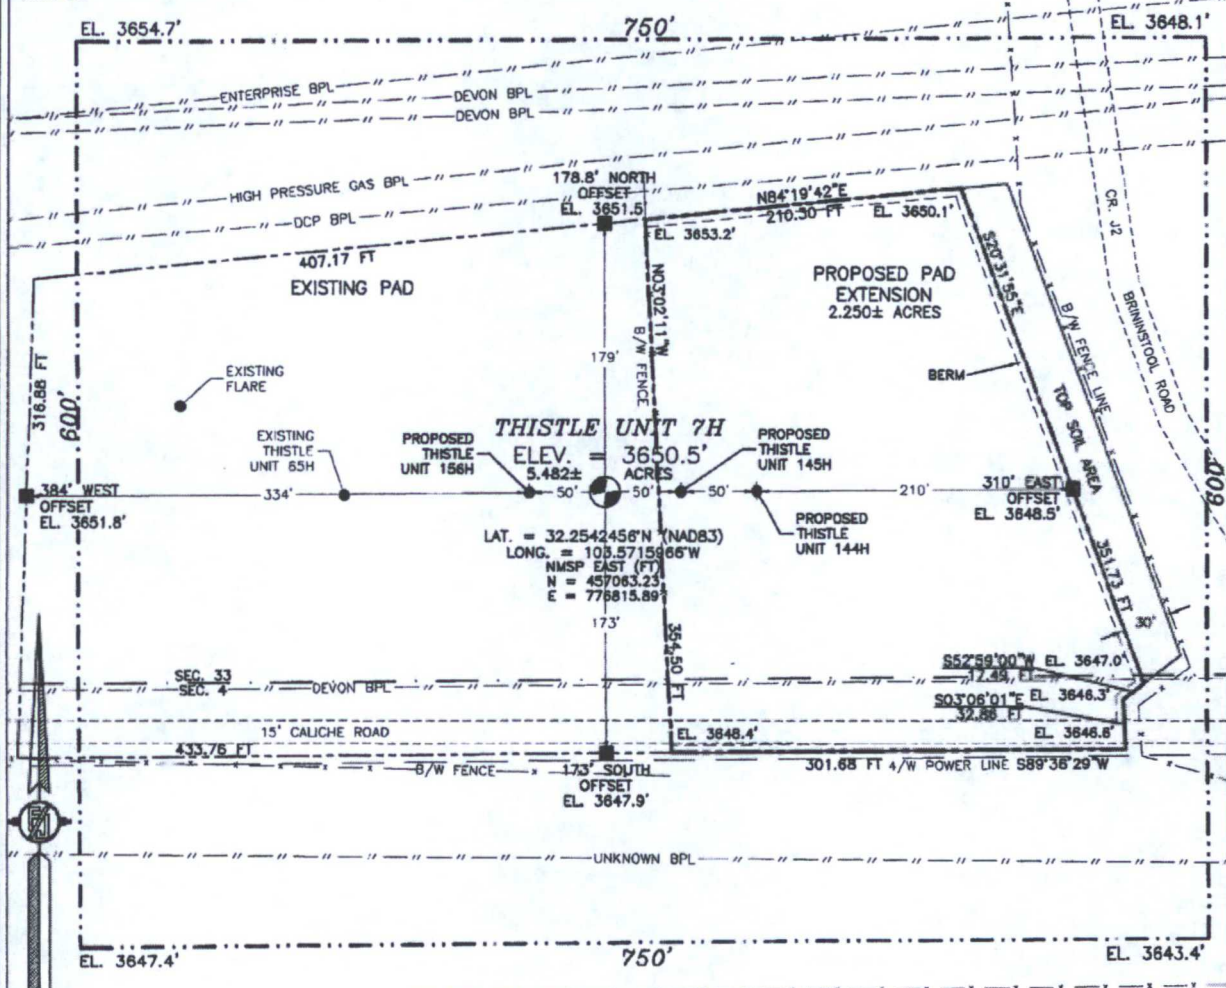 EL. 3654.7'
750'
EL. 3648.1'
ENTERPRISE BPL
DEVON BPL
DEVON BPL
HIGH PRESSURE GAS BPL
DCP BPL
178.8' NORTH
OFFSET
EL. 3651.5'
N84°19'42"E
210.30 FT
EL. 3650.1'
EL. 3653.2'
CR. J2
BRININSTOOL ROAD
407.17 FT
EXISTING PAD
PROPOSED PAD
EXTENSION
2.250± ACRES
S20°31'55"E
N03°02'11"W
B/W FENCE
B/W FENCE LINE
316.88 FT
600'
EXISTING
FLARE
179'
BERM
TOP SOIL AREA
THISTLE UNIT 7H
ELEV. = 3650.5'
5.482± ACRES
EXISTING
THISTLE
UNIT 65H
PROPOSED
THISTLE
UNIT 156H
PROPOSED
THISTLE
UNIT 145H
384' WEST
OFFSET
EL. 3651.8'
334'
50'
50'
50'
210'
310' EAST
OFFSET
EL. 3648.5'
600'
PROPOSED
THISTLE
UNIT 144H
LAT. = 32.2542456°N (NAD83)
LONG. = 103.5715966°W
NMSP EAST (FT)
N = 457063.23
E = 776815.89
173'
351.73 FT
30'
354.50 FT
SEC. 33
SEC. 4
DEVON BPL
S52°59'00"W
17.49 FT
EL. 3647.0'
S03°06'01"E
32.86 FT
EL. 3646.3'
15' CALICHE ROAD
433.76 FT
EL. 3648.4'
EL. 3646.6'
B/W FENCE
173' SOUTH
OFFSET
EL. 3647.9'
301.68 FT 4/W POWER LINE S89°36'29"W
UNKNOWN BPL
EL. 3647.4'
750'
EL. 3643.4'